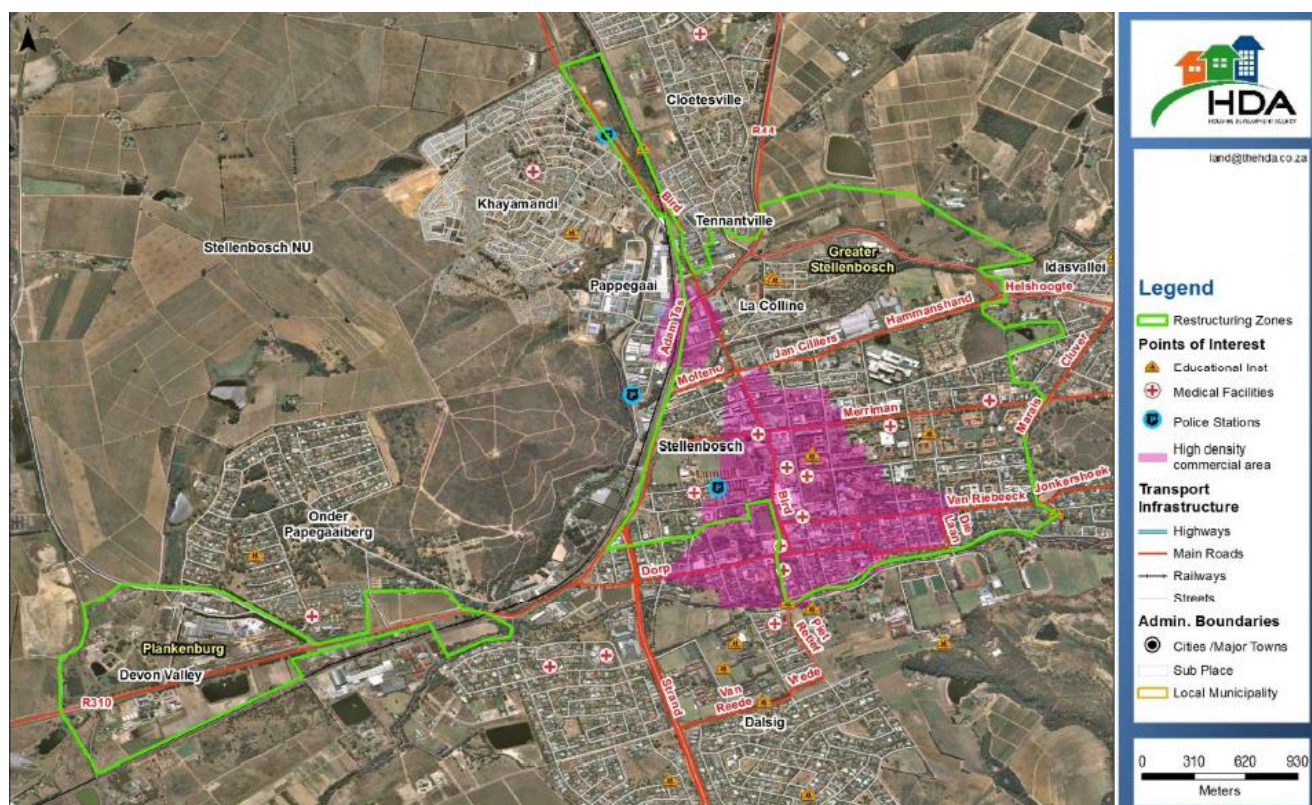 N
Cloetesville
R44
Khayamandi
Bird
Tennantville
Stellenbosch NU
Greater
Stellenbosch
Idasvallei
Helshoogte
Pappegaai
La Colline
Hammanshand
Adam Tas
Jan Cilliers
Molteno
Cluver
Merriman
Marais
Stellenbosch
Jonkershoek
Van Riebeeck
Bird
Die
Laan
Onder
Papegaaiberg
Dorp
Piet
Retief
Plankenburg
Devon Valley
R310
Strand
Van
Reede
Vrede
Dalsig
HDA
HOUSING DEVELOPMENT AGENCY
land@thehda.co.za
Legend
Restructuring Zones
Points of Interest
Educational Inst
Medical Facilities
Police Stations
High density
commercial area
Transport
Infrastructure
Highways
Main Roads
Railways
Streets
Admin. Boundaries
Cities /Major Towns
Sub Place
Local Municipality
0 310 620 930
Meters